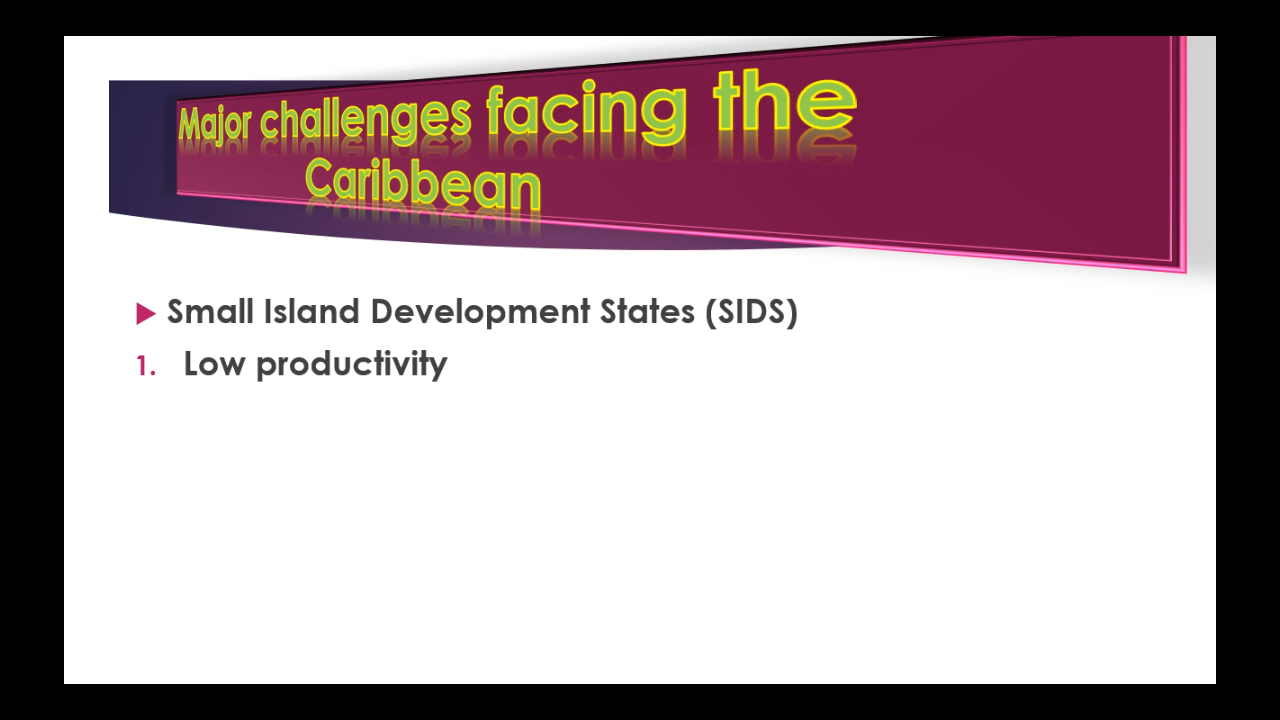 Major challenges facing the
Caribbean
Small Island Development States (SIDS)
1. Low productivity